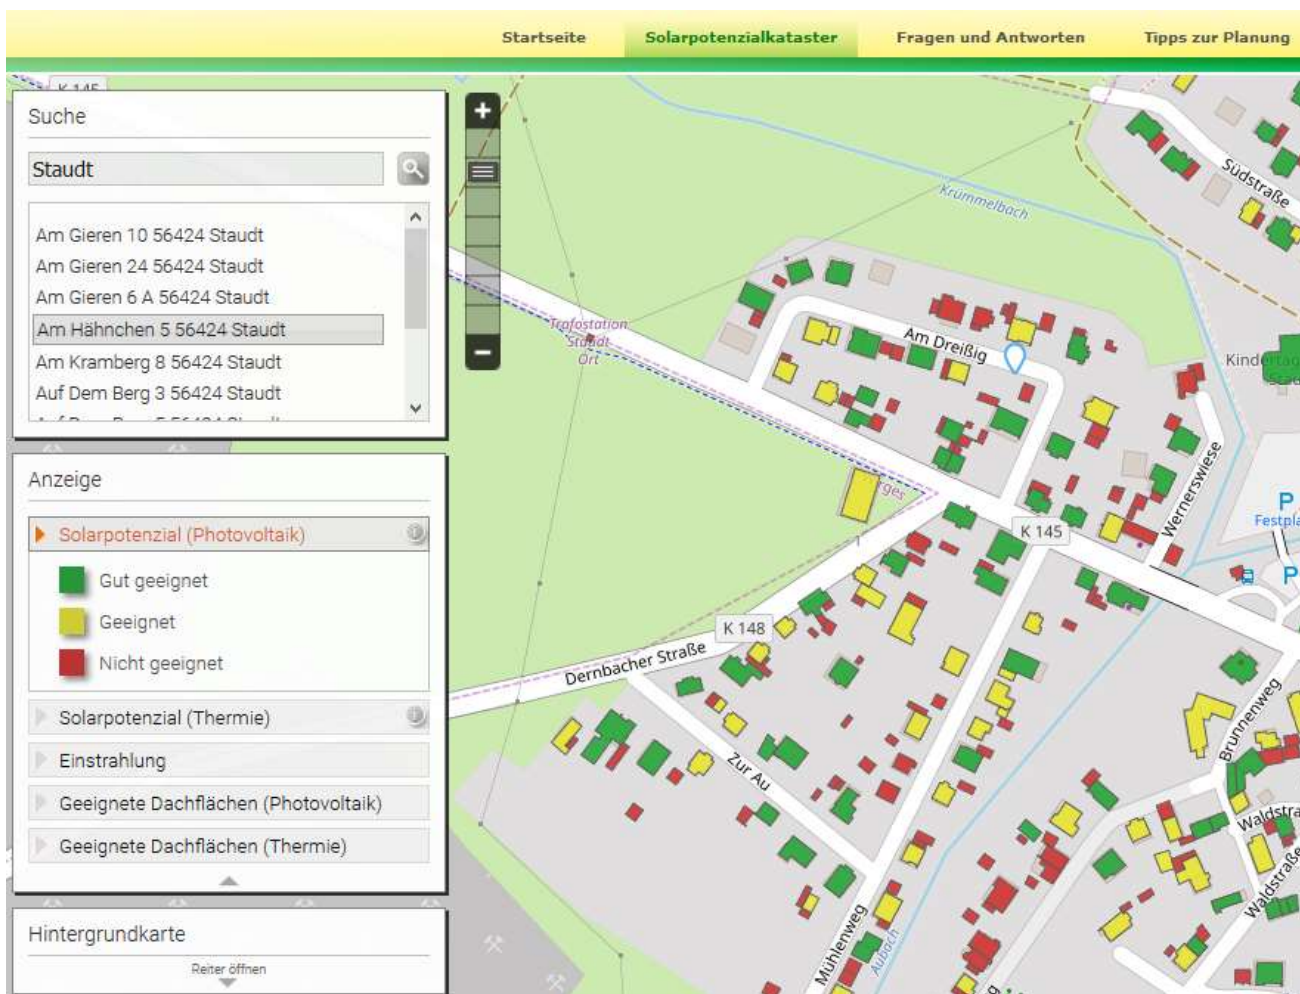 Startseite
Solarpotenzialkataster
Fragen und Antworten
Tipps zur Planung
Suche
Staudt
Am Gieren 10 56424 Staudt
Am Gieren 24 56424 Staudt
Am Gieren 6 A 56424 Staudt
Am Hähnchen 5 56424 Staudt
Am Kramberg 8 56424 Staudt
Auf Dem Berg 3 56424 Staudt
Anzeige
Solarpotenzial (Photovoltaik)
Gut geeignet
Geeignet
Nicht geeignet
Solarpotenzial (Thermie)
Einstrahlung
Geeignete Dachflächen (Photovoltaik)
Geeignete Dachflächen (Thermie)
Hintergrundkarte
Reiter öffnen
Krümmelbach
Südstraße
Trafostation
Staudt
Ort
Am Dreißig
Wernerswiese
P
K 145
P
K 148
Dernbacher Straße
Brunnenweg
Zur Au
Waldstraße
Mühlenweg
Aubach